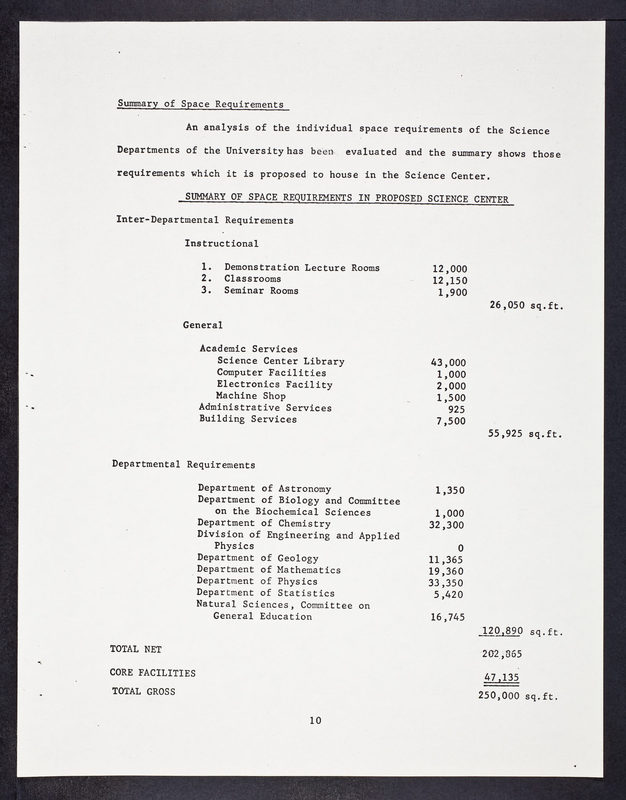 Summary of Space Requirements
An analysis of the individual space requirements of the Science
Departments of the University has been evaluated and the summary shows those
requirements which it is proposed to house in the Science Center.
SUMMARY OF SPACE REQUIREMENTS IN PROPOSED SCIENCE CENTER
Inter-Departmental Requirements
Instructional
1. Demonstration Lecture Rooms 12,000
2. Classrooms 12,150
3. Seminar Rooms 1,900
26,050 sq.ft.
General
Academic Services
Science Center Library 43,000
Computer Facilities 1,000
Electronics Facility 2,000
Machine Shop 1,500
Administrative Services 925
Building Services 7,500
55,925 sq.ft.
Departmental Requirements
Department of Astronomy 1,350
Department of Biology and Committee
on the Biochemical Sciences 1,000
Department of Chemistry 32,300
Division of Engineering and Applied
Physics 0
Department of Geology 11,365
Department of Mathematics 19,360
Department of Physics 33,350
Department of Statistics 5,420
Natural Sciences, Committee on
General Education 16,745
120,890 sq.ft.
TOTAL NET 202,865
CORE FACILITIES 47,135
TOTAL GROSS 250,000 sq.ft.
10